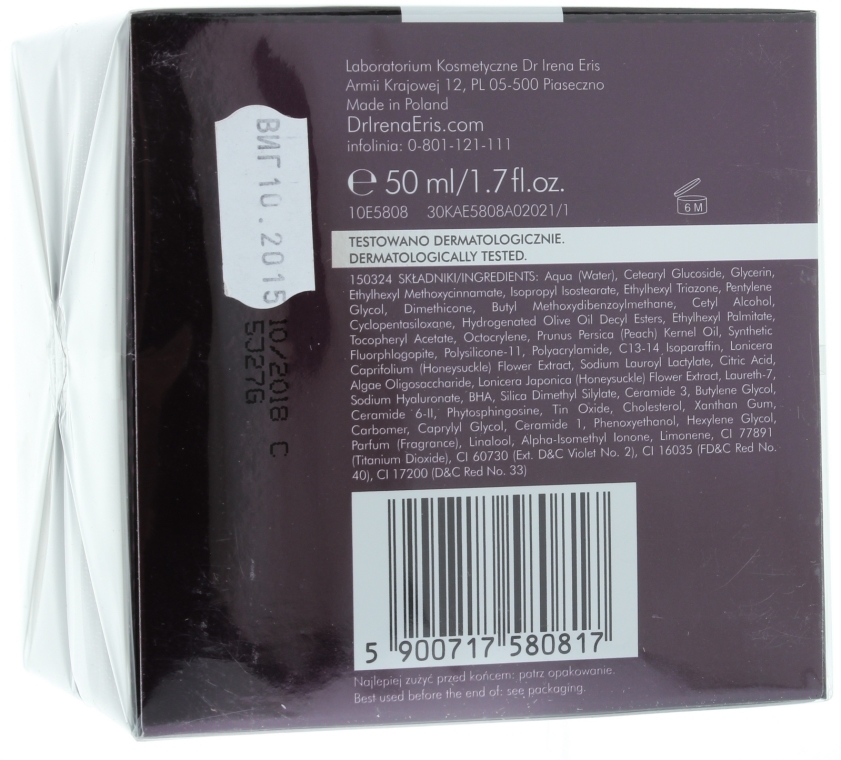 Laboratorium Kosmetyczne Dr Irena Eris
Armii Krajowej 12, PL 05-500 Piaseczno
Made in Poland
DrIrenaEris.com
infolinia: 0-801-121-111
℮ 50 ml/1.7fl.oz.
10E5808 30KAE5808A02021/1
6 M
TESTOWANO DERMATOLOGICZNIE.
DERMATOLOGICALLY TESTED.
150324 SKŁADNIKI/INGREDIENTS: Aqua (Water), Cetearyl Glucoside, Glycerin,
Ethylhexyl Methoxycinnamate, Isopropyl Isostearate, Ethylhexyl Triazone, Pentylene
Glycol, Dimethicone, Butyl Methoxydibenzoylmethane, Cetyl Alcohol,
Cyclopentasiloxane, Hydrogenated Olive Oil Decyl Esters, Ethylhexyl Palmitate,
Tocopheryl Acetate, Octocrylene, Prunus Persica (Peach) Kernel Oil, Synthetic
Fluorphlogopite, Polysilicone-11, Polyacrylamide, C13-14 Isoparaffin, Lonicera
Caprifolium (Honeysuckle) Flower Extract, Sodium Lauroyl Lactylate, Citric Acid,
Algae Oligosaccharide, Lonicera Japonica (Honeysuckle) Flower Extract, Laureth-7,
Sodium Hyaluronate, BHA, Silica Dimethyl Silylate, Ceramide 3, Butylene Glycol,
Ceramide 6-II, Phytosphingosine, Tin Oxide, Cholesterol, Xanthan Gum,
Carbomer, Caprylyl Glycol, Ceramide 1, Phenoxyethanol, Hexylene Glycol,
Parfum (Fragrance), Linalool, Alpha-Isomethyl Ionone, Limonene, CI 77891
(Titanium Dioxide), CI 60730 (Ext. D&C Violet No. 2), CI 16035 (FD&C Red No.
40), CI 17200 (D&C Red No. 33)
5 900717 580817
Najlepiej zużyć przed końcem: patrz opakowanie.
Best used before the end of: see packaging.
ВИГ10.2015
10/2018 C
5J27G